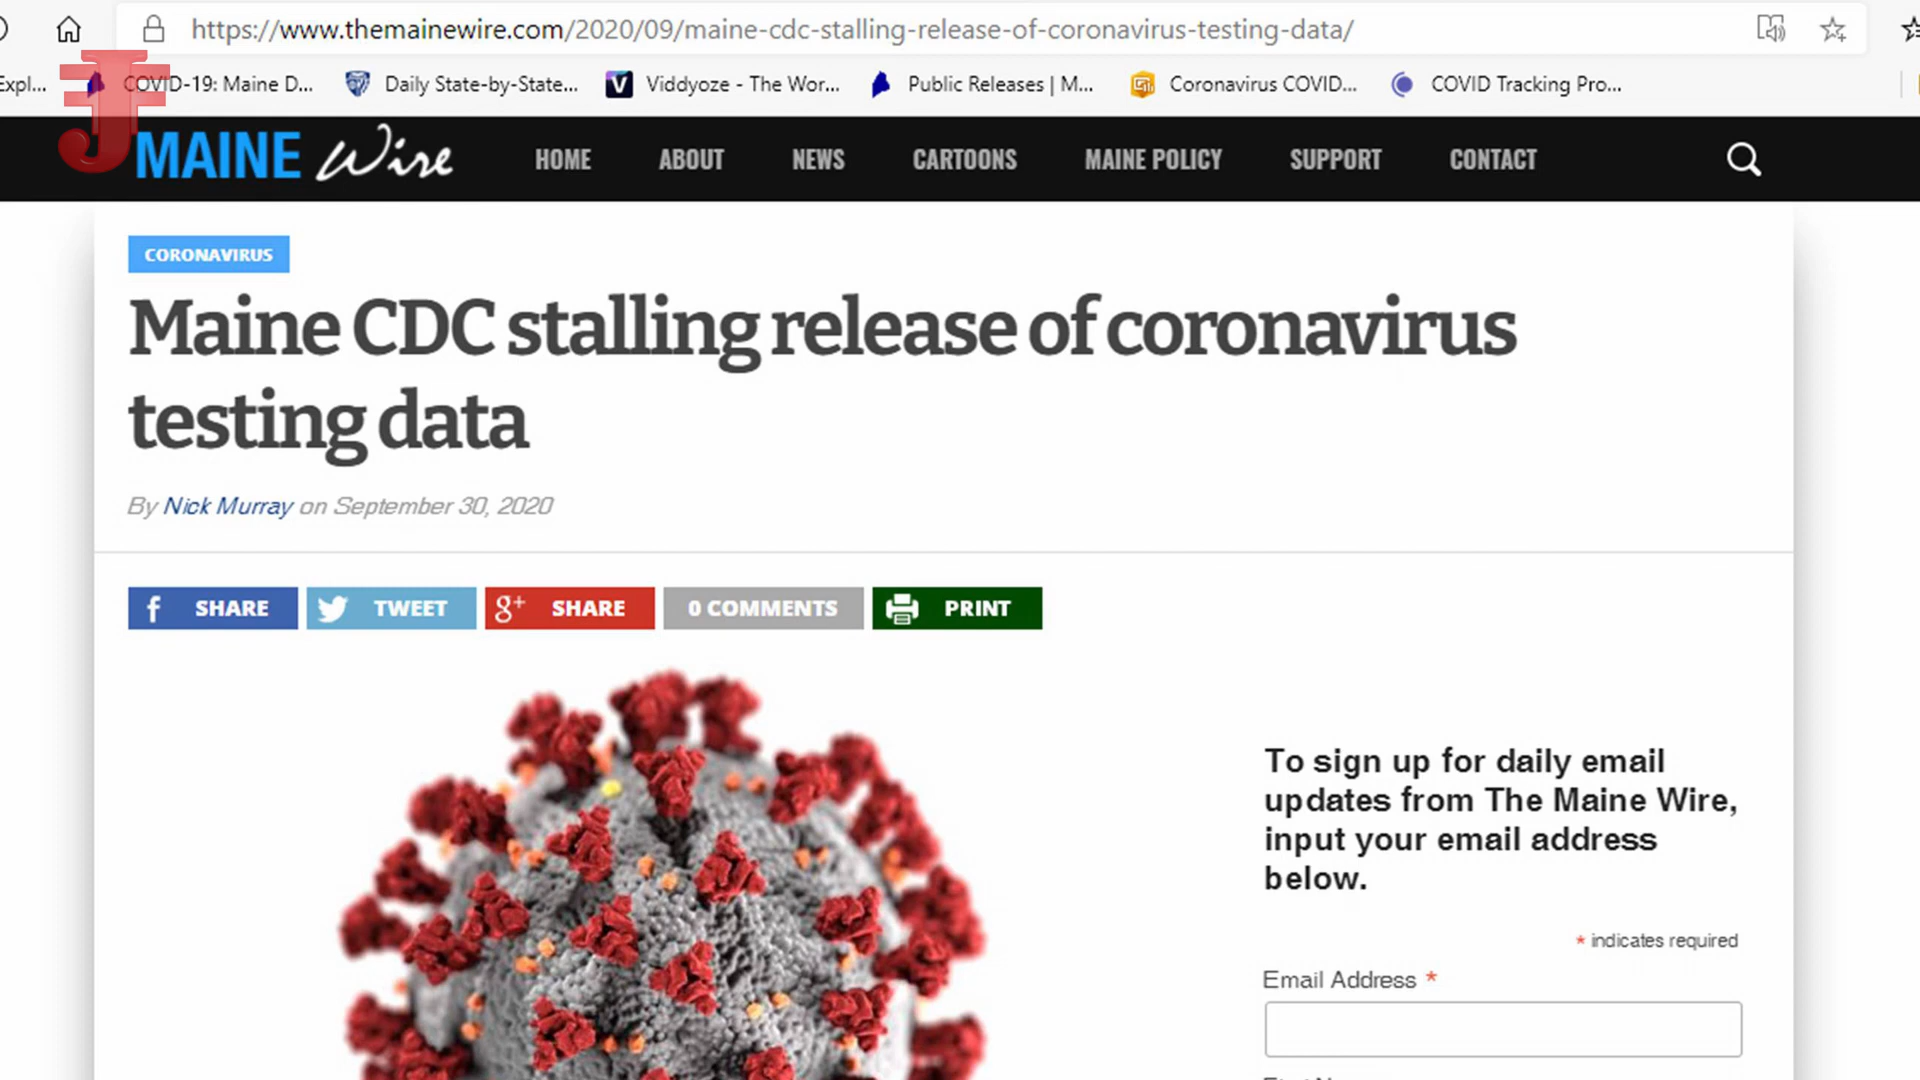 https://www.themainewire.com/2020/09/maine-cdc-stalling-release-of-coronavirus-testing-data/
Expl... COVID-19: Maine D... Daily State-by-State... Viddyoze - The Wor... Public Releases | M... Coronavirus COVID... COVID Tracking Pro...
MAINE Wire HOME ABOUT NEWS CARTOONS MAINE POLICY SUPPORT CONTACT
CORONAVIRUS
Maine CDC stalling release of coronavirus
testing data
By Nick Murray on September 30, 2020
f SHARE TWEET g+ SHARE 0 COMMENTS PRINT
To sign up for daily email
updates from The Maine Wire,
input your email address
below.
* indicates required
Email Address *